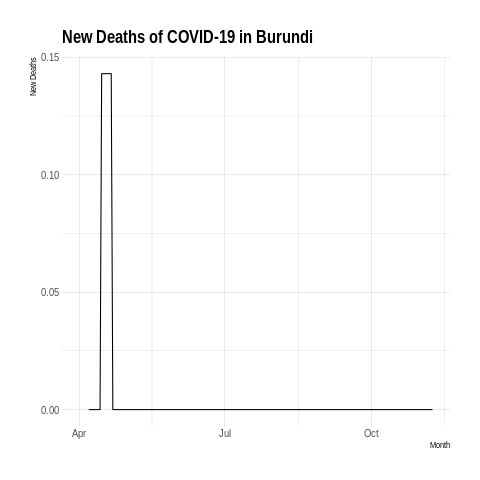 New Deaths of COVID-19 in Burundi
New Deaths
0.15
0.10
0.05
0.00
Apr
Jul
Oct
Month